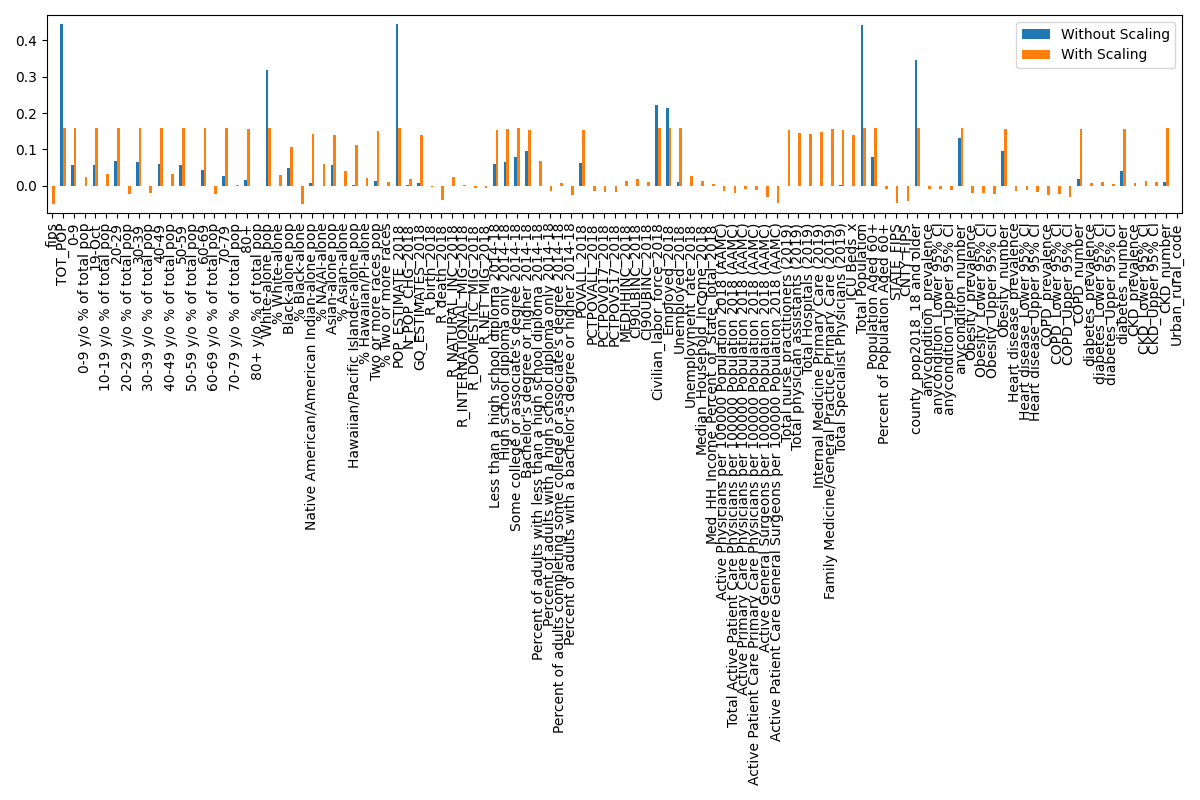 0.4
0.3
0.2
0.1
0.0
Without Scaling
With Scaling
fips
TOT_POP
0-9
0-9 y/o % of total pop
19-Oct
10-19 y/o % of total pop
20-29
20-29 y/o % of total pop
30-39
30-39 y/o % of total pop
40-49
40-49 y/o % of total pop
50-59
50-59 y/o % of total pop
60-69
60-69 y/o % of total pop
70-79
70-79 y/o % of total pop
80+
80+ y/o % of total pop
White-alone pop
% White-alone
Black-alone pop
% Black-alone
Native American/American Indian-alone pop
% NA/AI-alone
Asian-alone pop
% Asian-alone
Hawaiian/Pacific Islander-alone pop
% Hawaiian/PI-alone
Two or more races pop
% Two or more races
POP_ESTIMATE_2018
N_POP_CHG_2018
GQ_ESTIMATES_2018
R_birth_2018
R_death_2018
R_NATURAL_INC_2018
R_INTERNATIONAL_MIG_2018
R_DOMESTIC_MIG_2018
R_NET_MIG_2018
Less than a high school diploma 2014-18
High school diploma only 2014-18
Some college or associate's degree 2014-18
Bachelor's degree or higher 2014-18
Percent of adults with less than a high school diploma 2014-18
Percent of adults with a high school diploma only 2014-18
Percent of adults completing some college or associate's degree 2014-18
Percent of adults with a bachelor's degree or higher 2014-18
POVALL_2018
PCTPOVALL_2018
PCTPOV017_2018
PCTPOV517_2018
MEDHHINC_2018
CI90LBINC_2018
CI90UBINC_2018
Civilian_labor_force_2018
Employed_2018
Unemployed_2018
Unemployment_rate_2018
Median_Household_Income_2018
Med_HH_Income_Percent_of_State_Total_2018
Active Physicians per 100000 Population 2018 (AAMC)
Total Active Patient Care Physicians per 100000 Population 2018 (AAMC)
Active Primary Care Physicians per 100000 Population 2018 (AAMC)
Active Patient Care Primary Care Physicians per 100000 Population 2018 (AAMC)
Active General Surgeons per 100000 Population 2018 (AAMC)
Active Patient Care General Surgeons per 100000 Population 2018 (AAMC)
Total nurse practitioners (2019)
Total physician assistants (2019)
Total Hospitals (2019)
Internal Medicine Primary Care (2019)
Family Medicine/General Practice Primary Care (2019)
Total Specialist Physicians (2019)
ICU Beds_x
Total Population
Population Aged 60+
Percent of Population Aged 60+
STATE_FIPS
CNTY_FIPS
county_pop2018_18 and older
anycondition_prevalence
anycondition_Lower 95% CI
anycondition_Upper 95% CI
anycondition_number
Obesity_prevalence
Obesity_Lower 95% CI
Obesity_Upper 95% CI
Obesity_number
Heart disease_prevalence
Heart disease_Lower 95% CI
Heart disease_Upper 95% CI
COPD_prevalence
COPD_Lower 95% CI
COPD_Upper 95% CI
COPD_number
diabetes_prevalence
diabetes_Lower 95% CI
diabetes_Upper 95% CI
diabetes_number
CKD_prevalence
CKD_Lower 95% CI
CKD_Upper 95% CI
CKD_number
Urban_rural_code